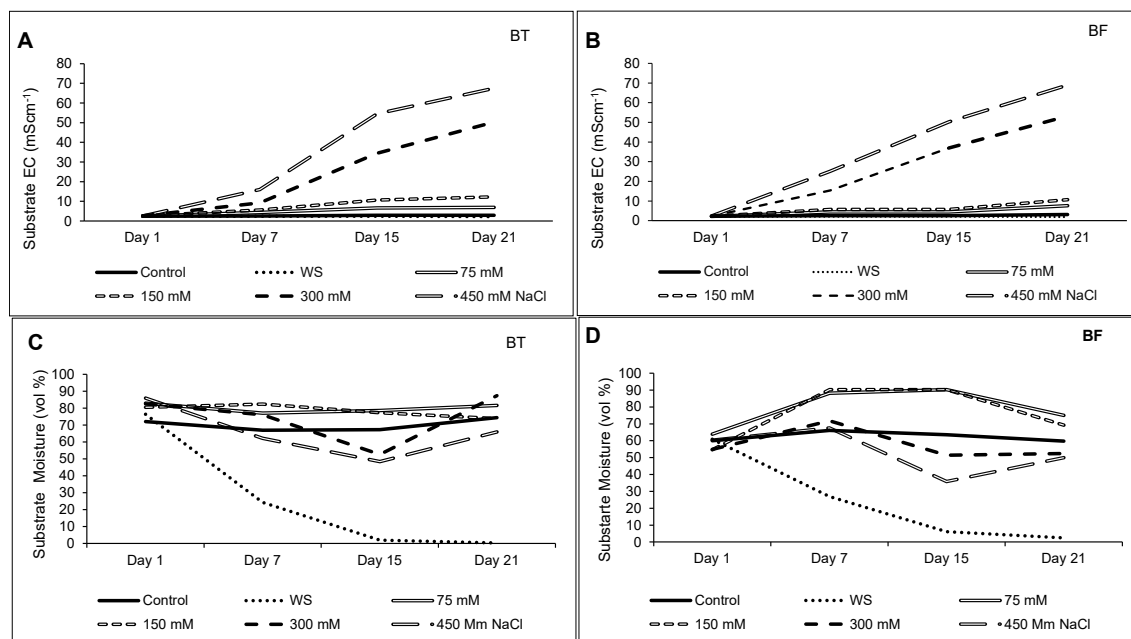 A
BT
Substrate EC (mScm⁻¹)
80
70
60
50
40
30
20
10
0
Day 1 Day 7 Day 15 Day 21
Control WS 75 mM
150 mM 300 mM 450 mM NaCl
B
BF
Substrate EC (mScm⁻¹)
80
70
60
50
40
30
20
10
0
Day 1 Day 7 Day 15 Day 21
Control WS 75 mM
150 mM 300 mM 450 mM NaCl
C
BT
Substrate Moisture (vol %)
100
90
80
70
60
50
40
30
20
10
0
Day 1 Day 7 Day 15 Day 21
Control WS 75 mM
150 mM 300 mM 450 Mm NaCl
D
BF
Substarte Moisture (vol %)
100
90
80
70
60
50
40
30
20
10
0
Day 1 Day 7 Day 15 Day 21
Control WS 75 mM
150 mM 300 mM 450 mM NaCl